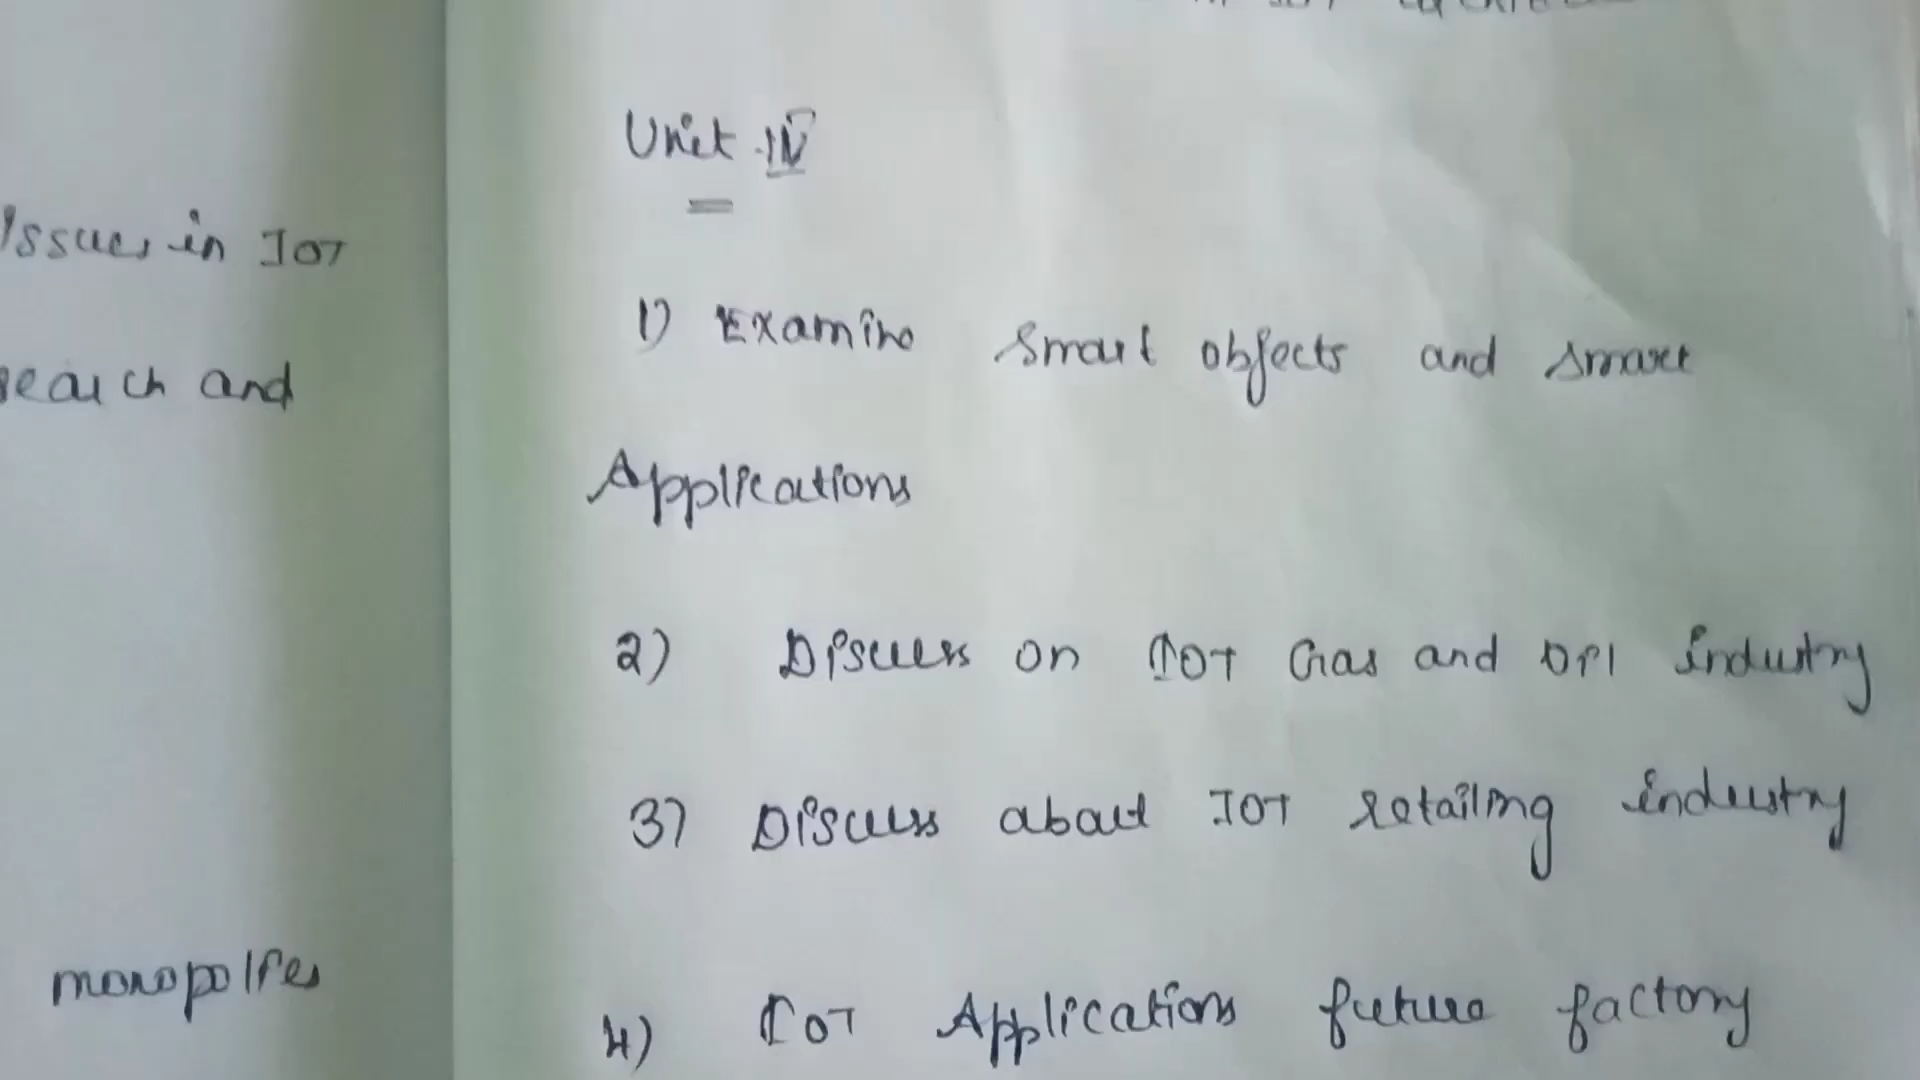 Issues in IOT
and
monopolies
Unit -IV
1) Examine Smart objects and smart
Applications
2) Discuss on IOT Gas and Oil industry
3) Discuss about IOT retailing industry
4) IOT Applications future factory